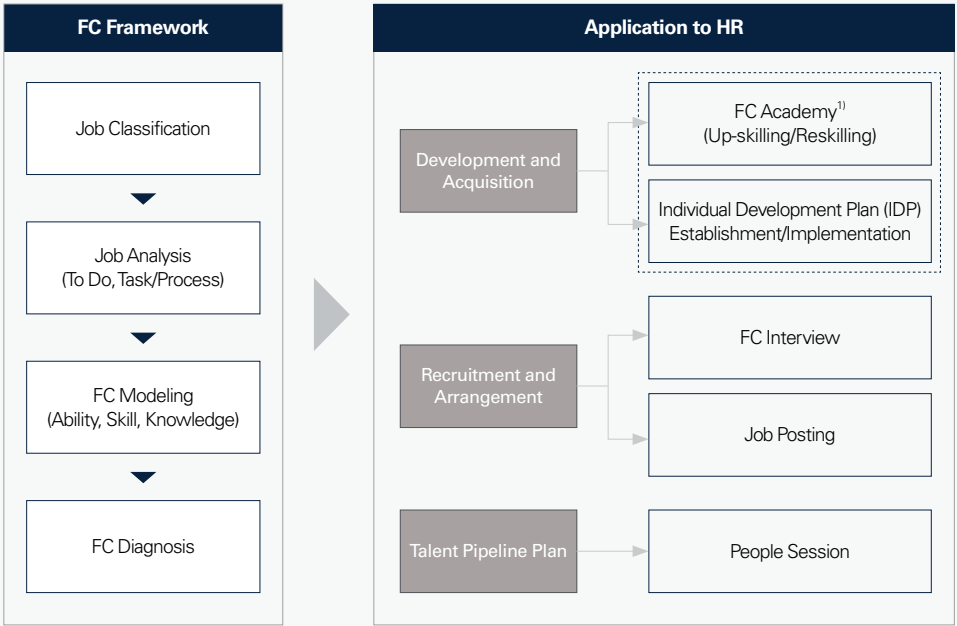 FC Framework
Job Classification
Job Analysis
(To Do, Task/Process)
FC Modeling
(Ability, Skill, Knowledge)
FC Diagnosis
Application to HR
Development and
Acquisition
FC Academy1)
(Up-skilling/Reskilling)
Individual Development Plan (IDP)
Establishment/Implementation
Recruitment and
Arrangement
FC Interview
Job Posting
Talent Pipeline Plan
People Session